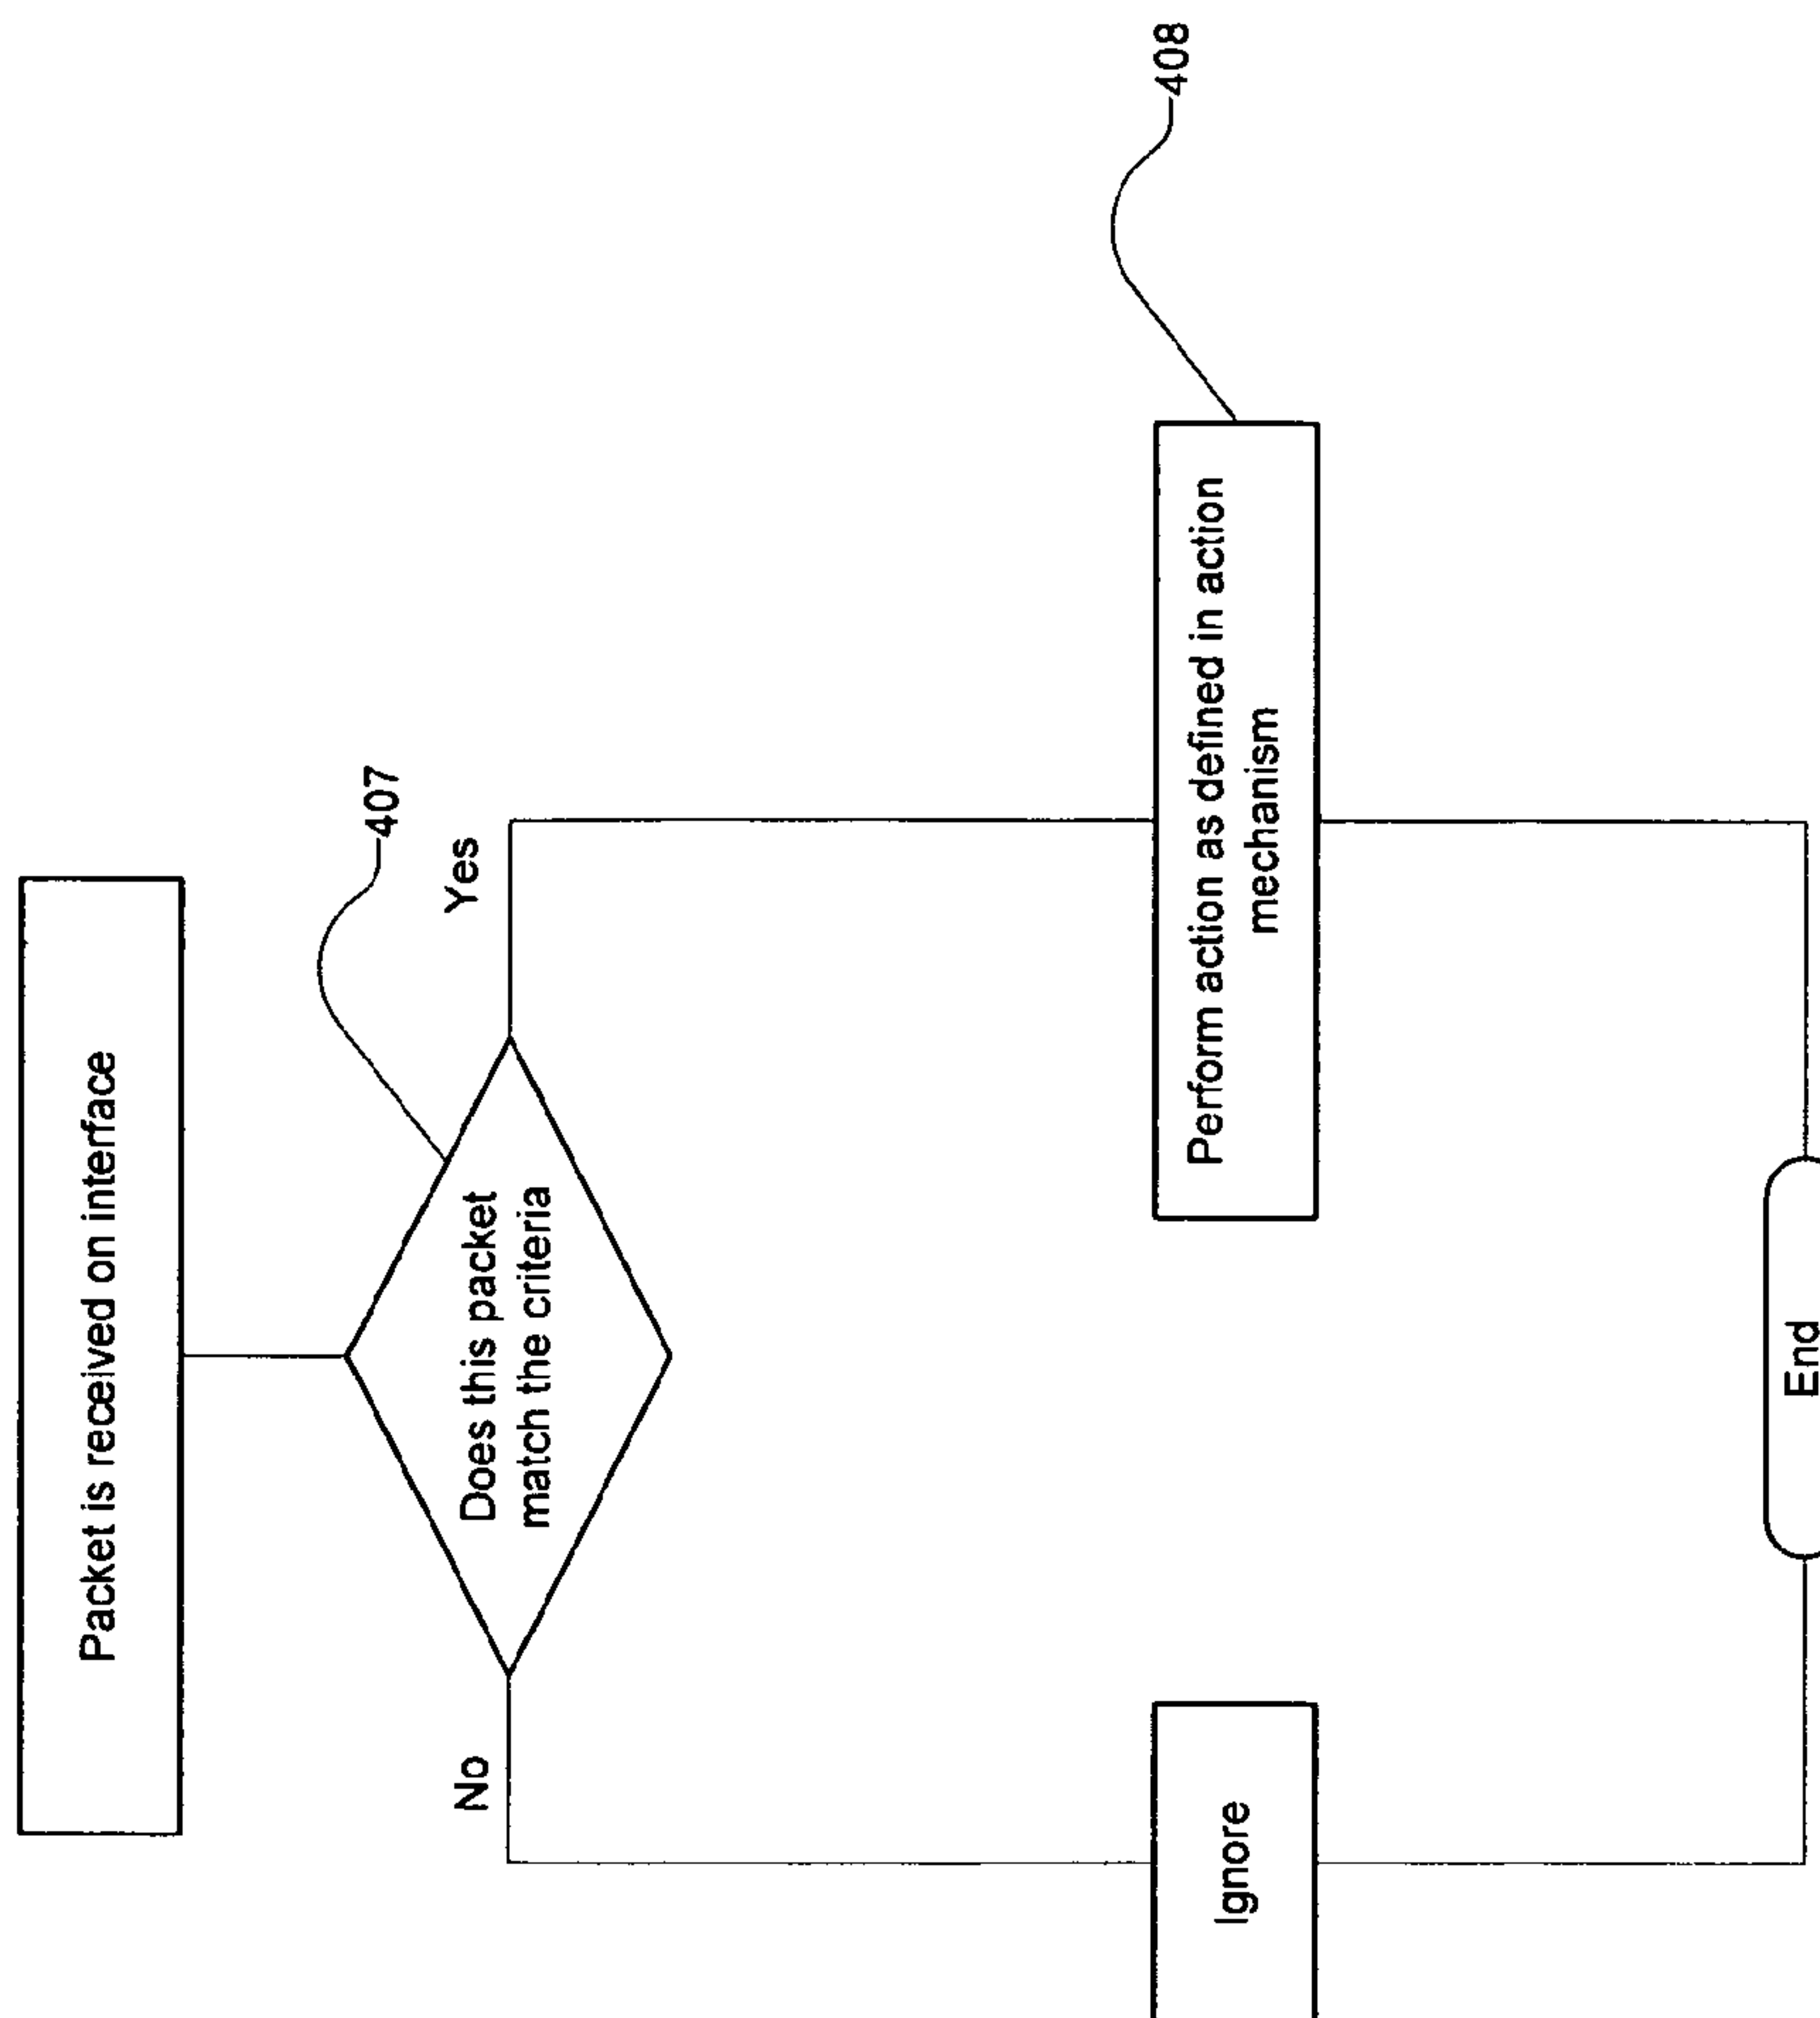 Packet is received on interface
407
No
Yes
Does this packet
match the criteria
408
Ignore
Perform action as defined in action
mechanism
End